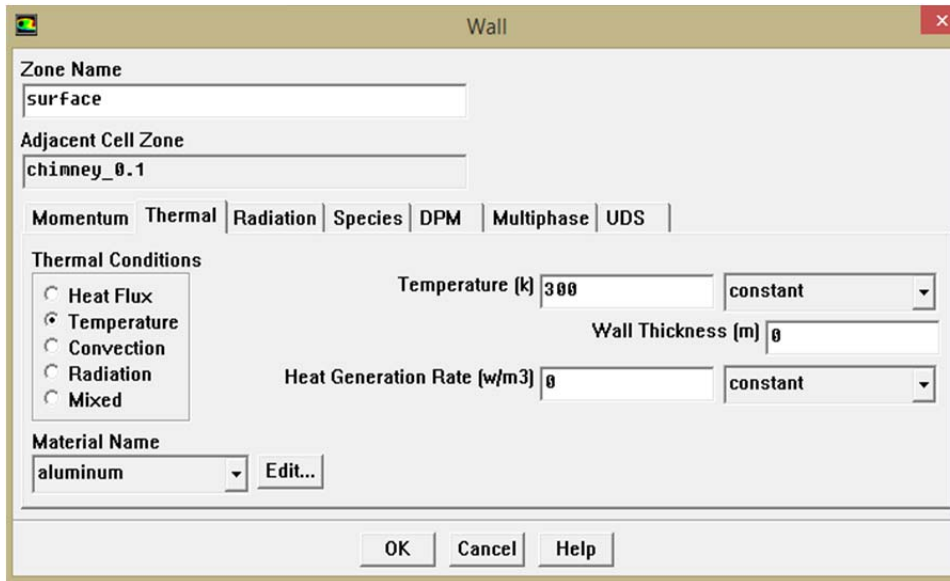 Wall
Zone Name
surface
Adjacent Cell Zone
chimney_0.1
Momentum Thermal Radiation Species DPM Multiphase UDS
Thermal Conditions
Heat Flux
Temperature
Convection
Radiation
Mixed
Temperature (k) 300 constant
Wall Thickness (m) 0
Heat Generation Rate (w/m3) 0 constant
Material Name
aluminum Edit...
OK Cancel Help